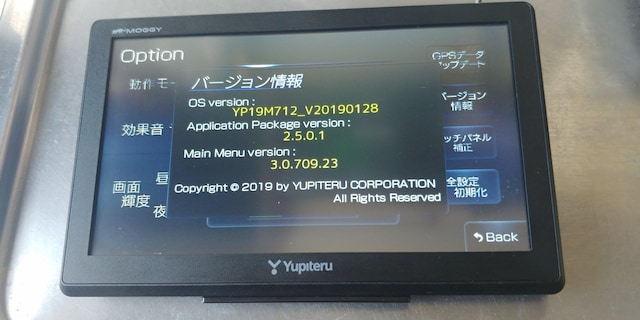 MOGGY
Option
GPSデータ
ップデート
動作モー
バージョン情報
OS version :
YP19M712_V20190128
Application Package version :
2.5.0.1
Main Menu version :
3.0.709.23
Copyright © 2019 by YUPITERU CORPORATION
All Rights Reserved
効果音
画面
輝度
昼
夜
バージョン
情報
ッチパネル
補正
全設定
初期化
Back
Yupiteru